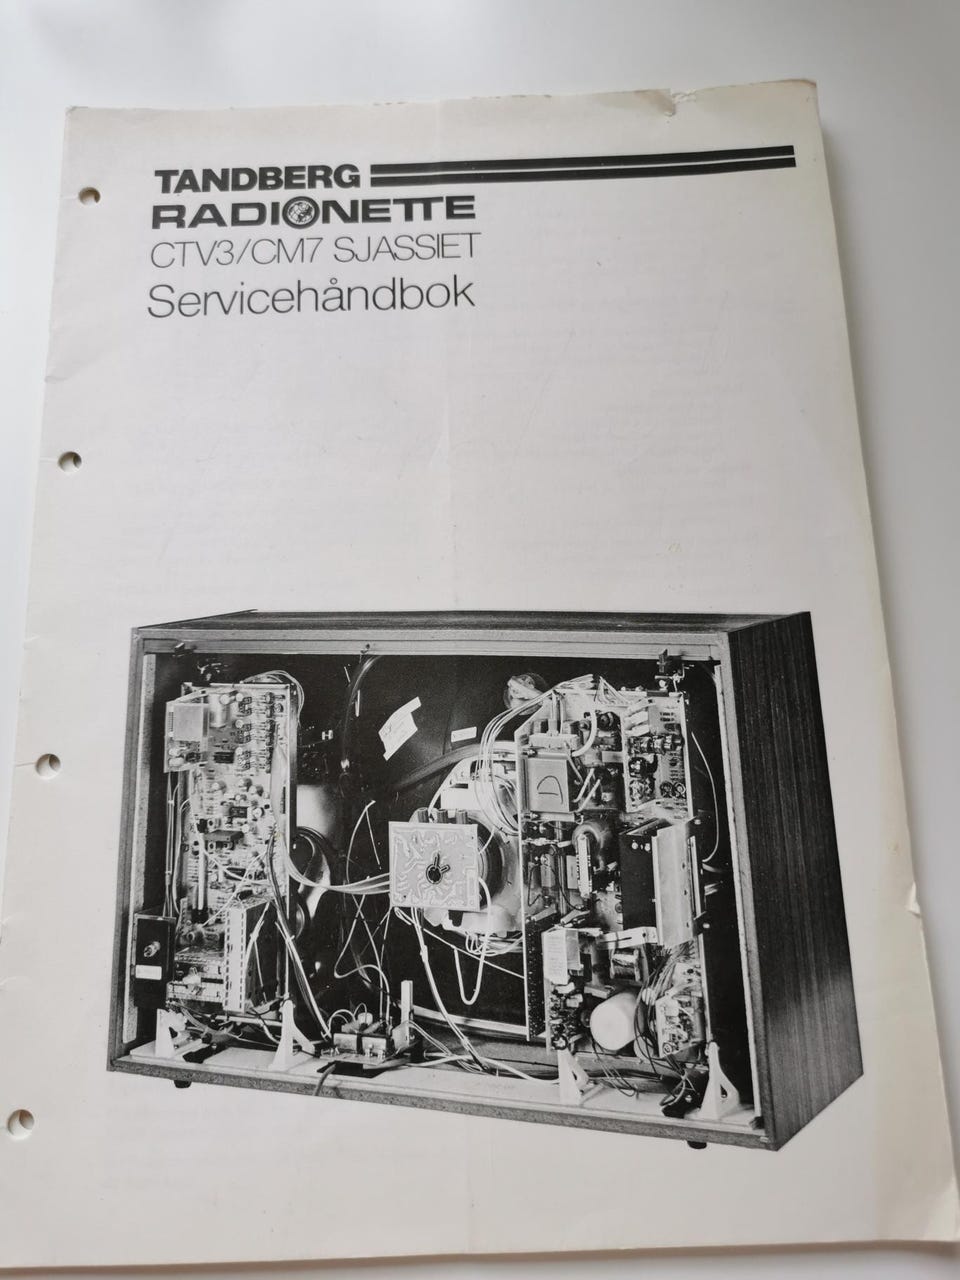 TANDBERG
RADIONETTE
CTV3/CM7 SJASSIET
Servicehåndbok